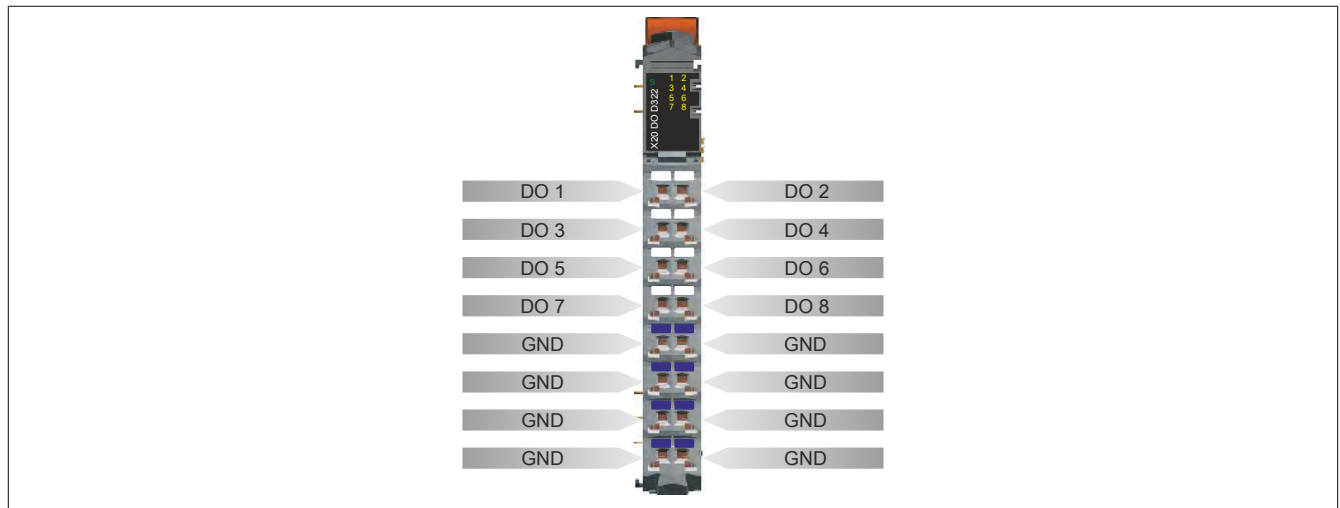 S
1 2
3 4
5 6
7 8
X20 DO D322
DO 1 DO 2
DO 3 DO 4
DO 5 DO 6
DO 7 DO 8
GND GND
GND GND
GND GND
GND GND